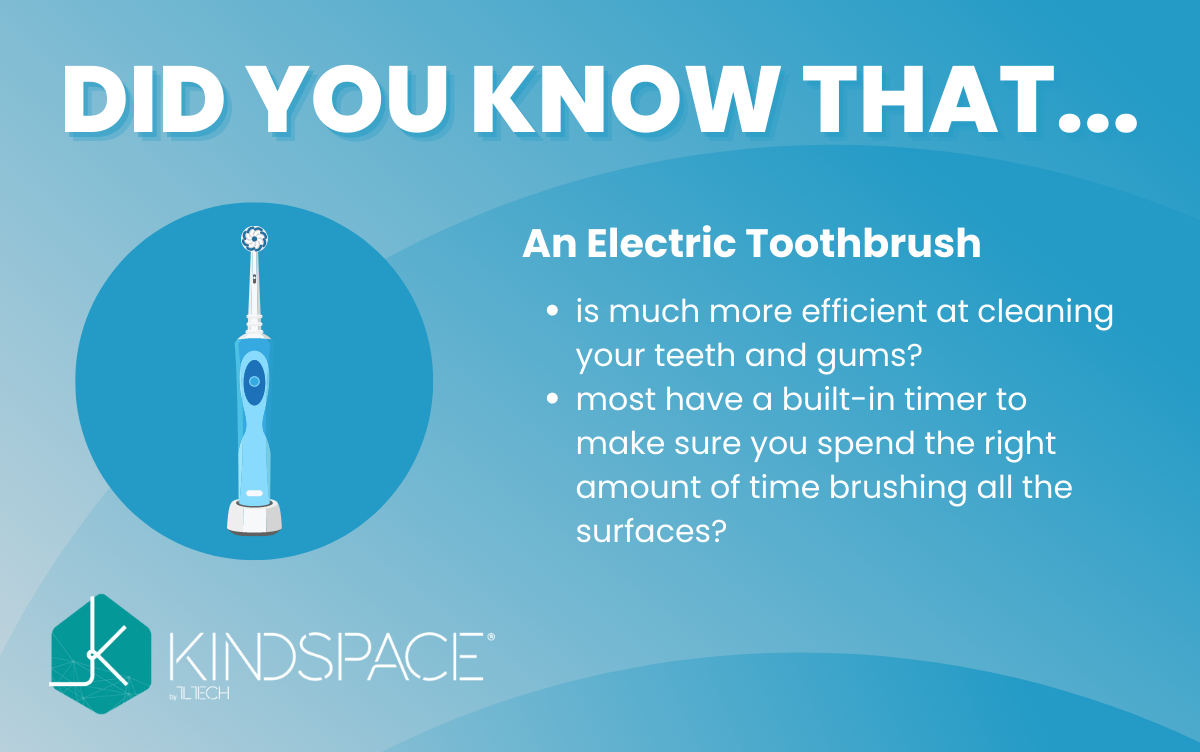 DID YOU KNOW THAT...
An Electric Toothbrush
• is much more efficient at cleaning
your teeth and gums?
• most have a built-in timer to
make sure you spend the right
amount of time brushing all the
surfaces?
KINDSPACE®
by 1LTECH